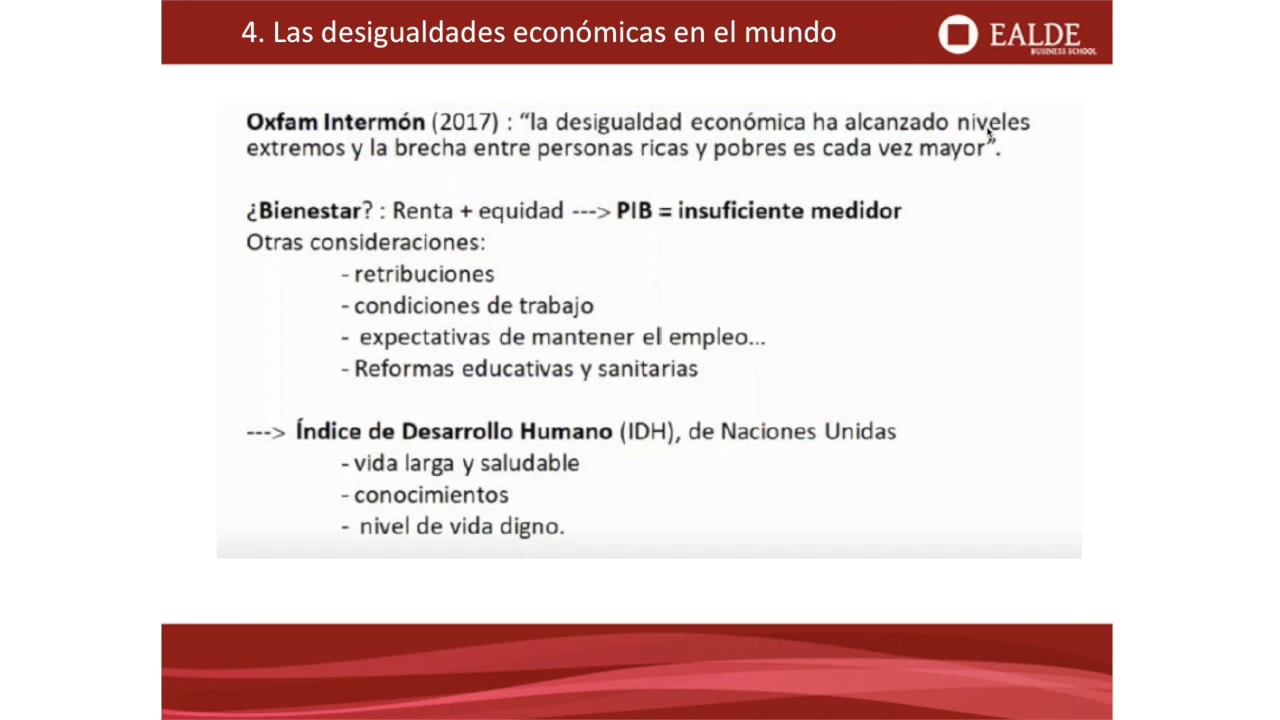 4. Las desigualdades económicas en el mundo
EALDE
BUSINESS SCHOOL
Oxfam Intermón (2017) : “la desigualdad económica ha alcanzado niveles
extremos y la brecha entre personas ricas y pobres es cada vez mayor”.
¿Bienestar? : Renta + equidad ---> PIB = insuficiente medidor
Otras consideraciones:
- retribuciones
- condiciones de trabajo
- expectativas de mantener el empleo...
- Reformas educativas y sanitarias
---> Índice de Desarrollo Humano (IDH), de Naciones Unidas
- vida larga y saludable
- conocimientos
- nivel de vida digno.